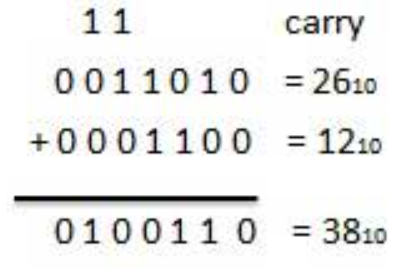 1 1 carry
0 0 1 1 0 1 0 = 26₁₀
+ 0 0 0 1 1 0 0 = 12₁₀
0 1 0 0 1 1 0 = 38₁₀